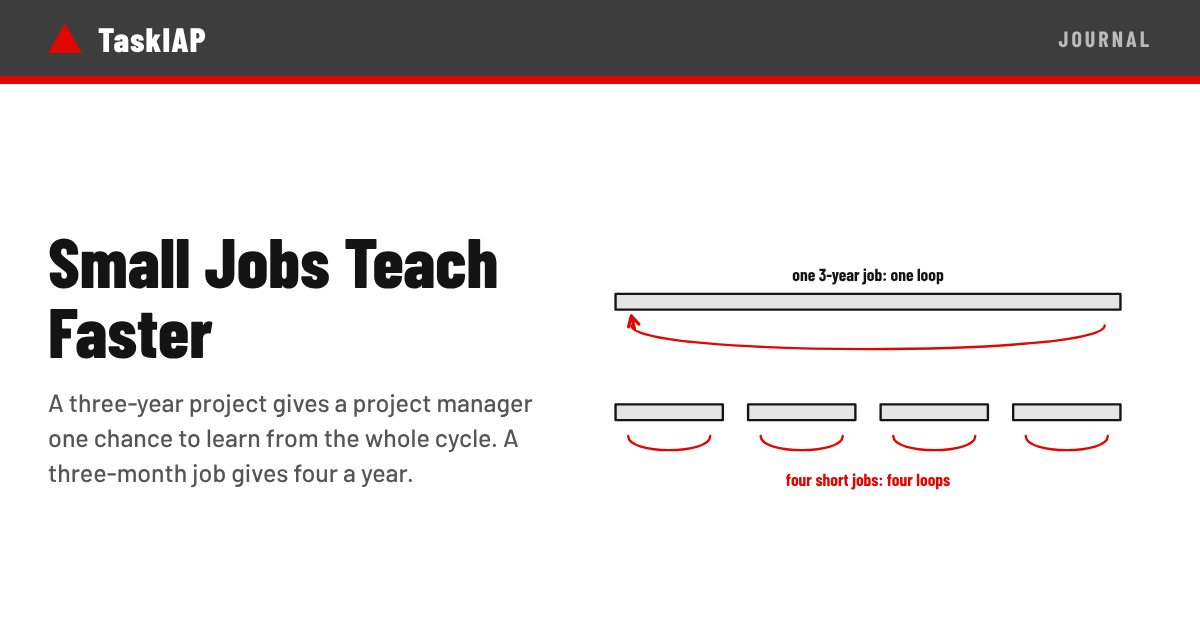 TaskIAP
JOURNAL
Small Jobs Teach
Faster
A three-year project gives a project manager
one chance to learn from the whole cycle. A
three-month job gives four a year.
one 3-year job: one loop
four short jobs: four loops